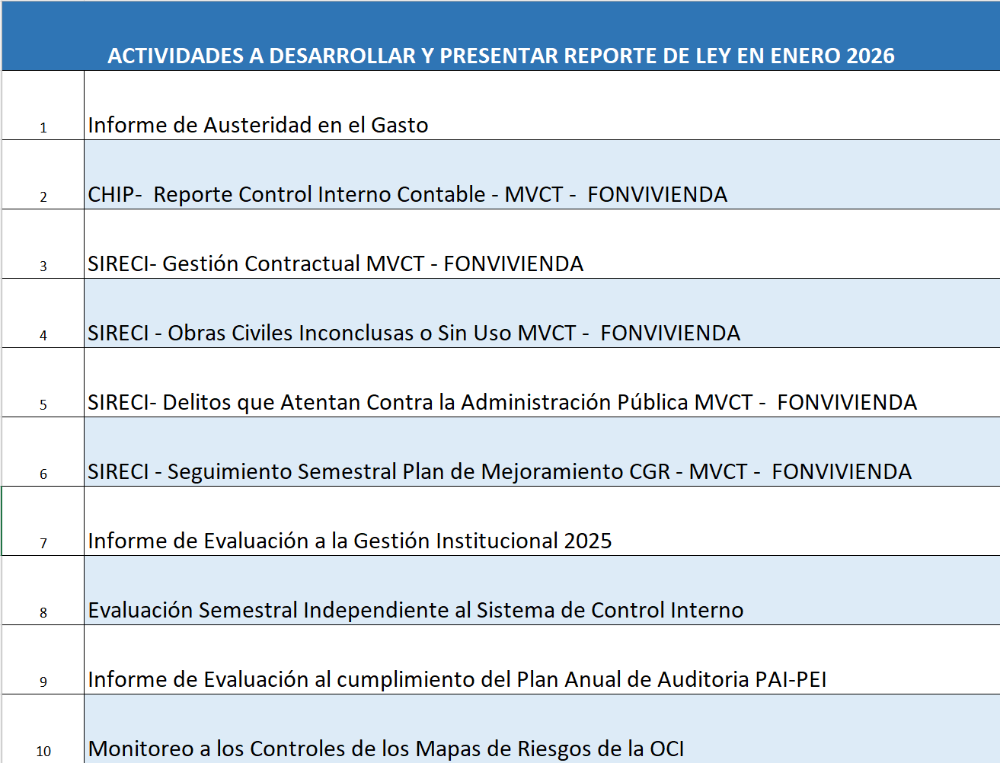 ACTIVIDADES A DESARROLLAR Y PRESENTAR REPORTE DE LEY EN ENERO 2026
1 Informe de Austeridad en el Gasto
2 CHIP-  Reporte Control Interno Contable - MVCT -  FONVIVIENDA
3 SIRECI- Gestión Contractual MVCT - FONVIVIENDA
4 SIRECI - Obras Civiles Inconclusas o Sin Uso MVCT -  FONVIVIENDA
5 SIRECI- Delitos que Atentan Contra la Administración Pública MVCT -  FONVIVIENDA
6 SIRECI - Seguimiento Semestral Plan de Mejoramiento CGR - MVCT -  FONVIVIENDA
7 Informe de Evaluación a la Gestión Institucional 2025
8 Evaluación Semestral Independiente al Sistema de Control Interno
9 Informe de Evaluación al cumplimiento del Plan Anual de Auditoria PAI-PEI
10 Monitoreo a los Controles de los Mapas de Riesgos de la OCI